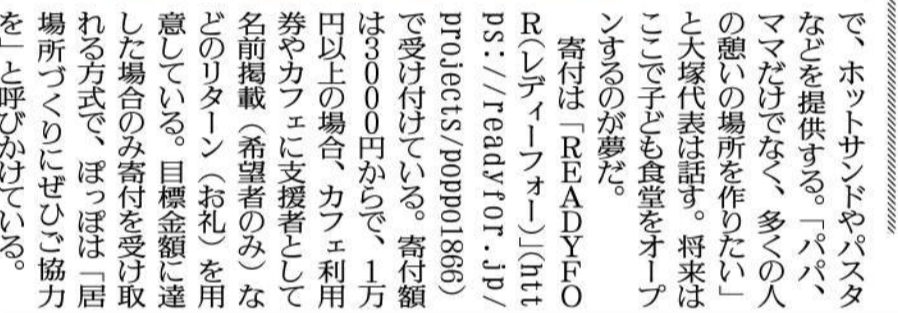 で、ホットサンドやパスタ
などを提供する。「パパ、
ママだけでなく、多くの人
の憩いの場所を作りたい」
と大塚代表は話す。将来は
ここで子ども食堂をオープ
ンするのが夢だ。
　寄付は「READYFO
R(レディーフォー)」(htt
ps://readyfor.jp/
projects/poppo1866)
で受け付けている。寄付額
は3000円からで、1万
円以上の場合、カフェ利用
券やカフェに支援者として
名前掲載(希望者のみ)な
どのリターン(お礼)を用
意している。目標金額に達
した場合のみ寄付を受け取
れる方式で、ぽっぽは「居
場所づくりにぜひご協力
を」と呼びかけている。